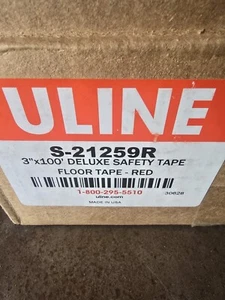 ULINE
S-21259R
3"x100' DELUXE SAFETY TAPE
FLOOR TAPE - RED
1-800-295-5510
uline.com
MADE IN USA